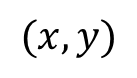 (x, y)